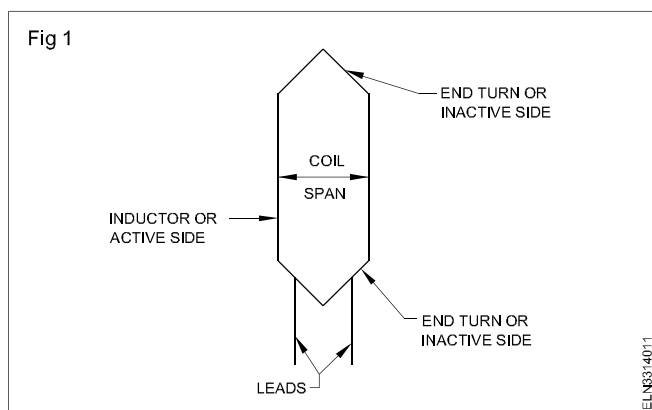 Fig 1
END TURN OR
INACTIVE SIDE
COIL
SPAN
INDUCTOR OR
ACTIVE SIDE
END TURN OR
INACTIVE SIDE
LEADS
ELN3314011